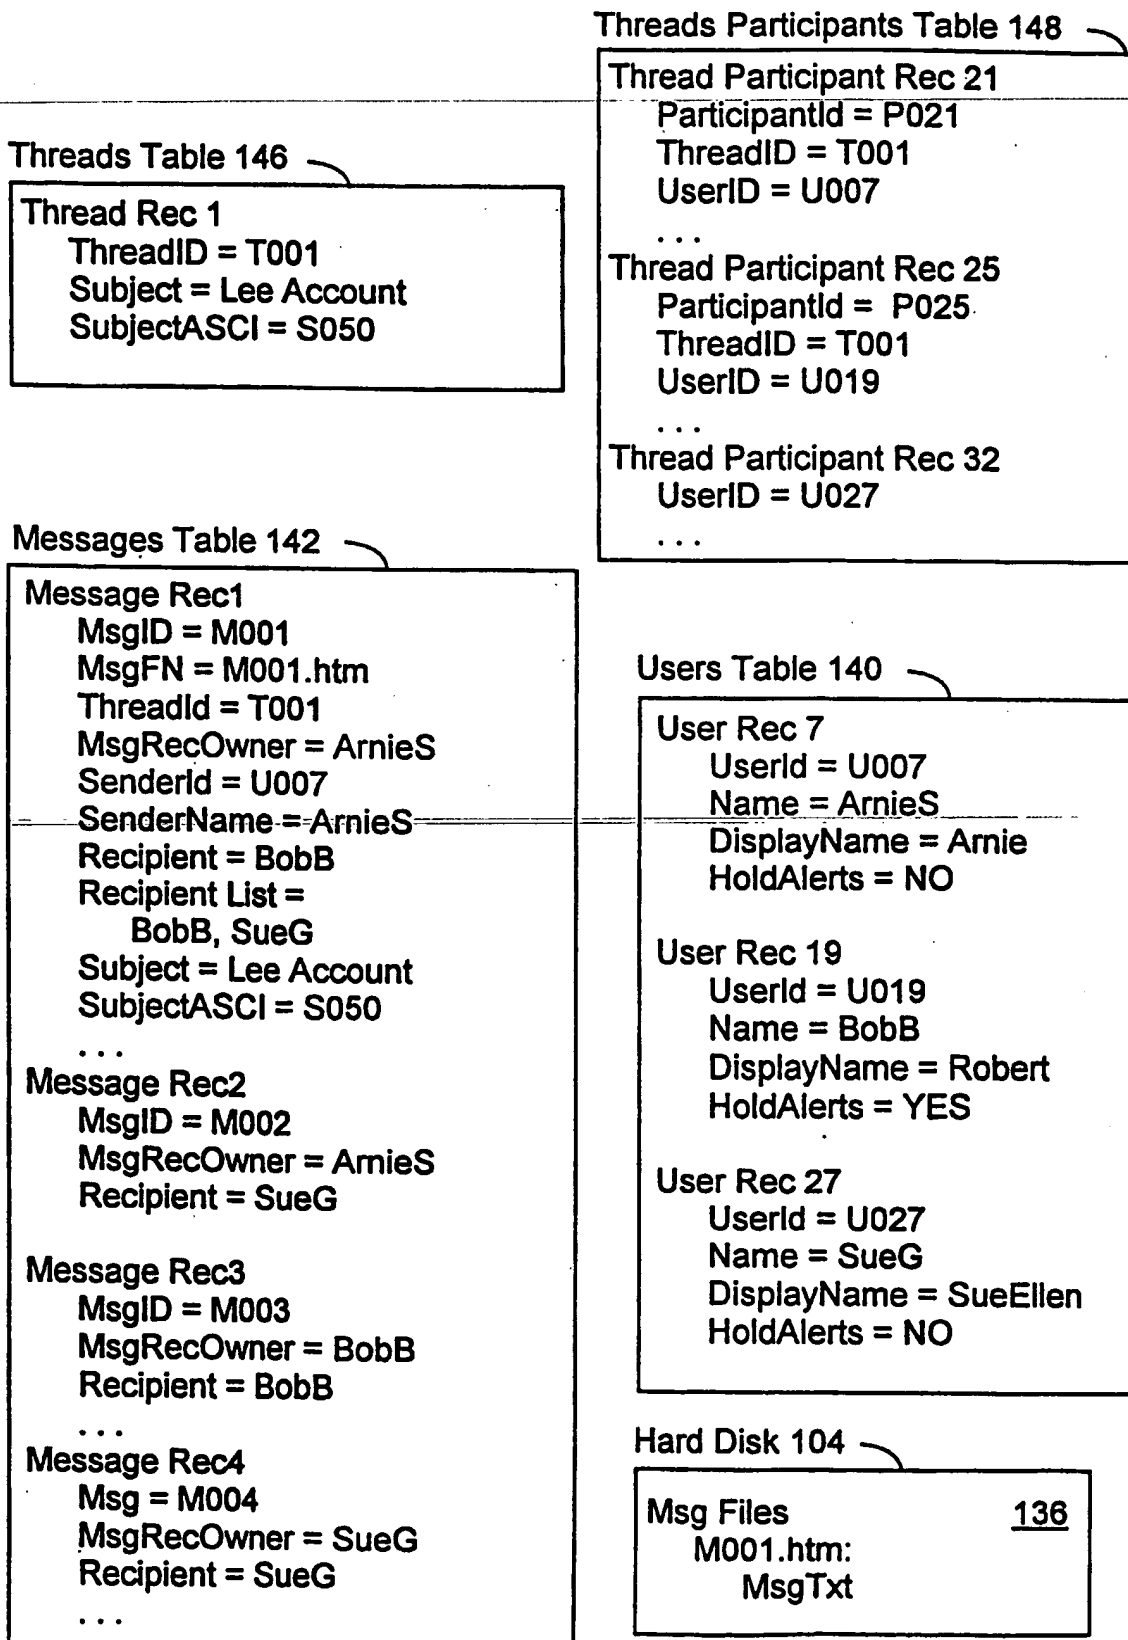 Threads Participants Table 148
Thread Participant Rec 21
ParticipantId = P021
ThreadID = T001
UserID = U007
. . .
Thread Participant Rec 25
ParticipantId = P025
ThreadID = T001
UserID = U019
. . .
Thread Participant Rec 32
UserID = U027
. . .
Threads Table 146
Thread Rec 1
ThreadID = T001
Subject = Lee Account
SubjectASCI = S050
Messages Table 142
Message Rec1
MsgID = M001
MsgFN = M001.htm
ThreadId = T001
MsgRecOwner = ArnieS
SenderId = U007
SenderName = ArnieS
Recipient = BobB
Recipient List =
BobB, SueG
Subject = Lee Account
SubjectASCI = S050
. . .
Message Rec2
MsgID = M002
MsgRecOwner = ArnieS
Recipient = SueG
Message Rec3
MsgID = M003
MsgRecOwner = BobB
Recipient = BobB
. . .
Message Rec4
Msg = M004
MsgRecOwner = SueG
Recipient = SueG
. . .
Users Table 140
User Rec 7
UserId = U007
Name = ArnieS
DisplayName = Arnie
HoldAlerts = NO
User Rec 19
UserId = U019
Name = BobB
DisplayName = Robert
HoldAlerts = YES
User Rec 27
UserId = U027
Name = SueG
DisplayName = SueEllen
HoldAlerts = NO
Hard Disk 104
Msg Files 136
M001.htm:
MsgTxt